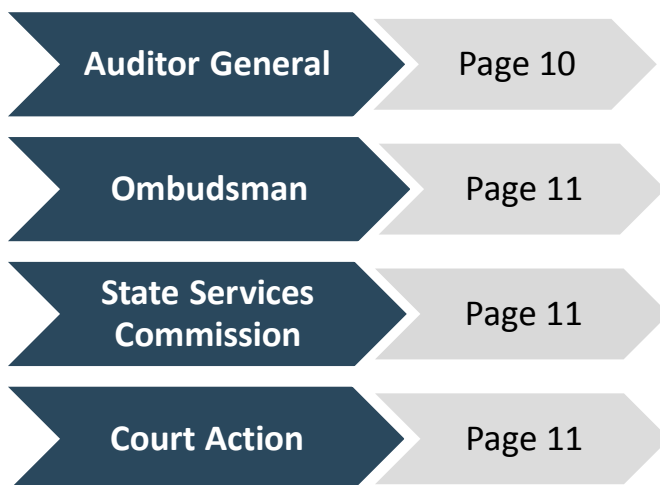 Auditor General
Page 10
Ombudsman
Page 11
State Services
Commission
Page 11
Court Action
Page 11